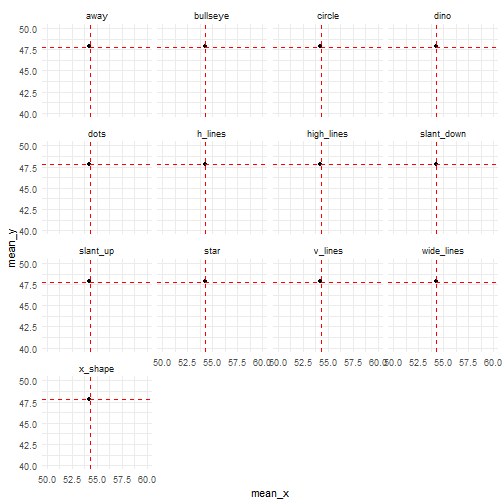 away bullseye circle dino
50.0
47.5
45.0
42.5
40.0
dots h_lines high_lines slant_down
50.0
47.5
45.0
42.5
40.0
mean_y
slant_up star v_lines wide_lines
50.0
47.5
45.0
42.5
40.0
50.0 52.5 55.0 57.5 60.0 50.0 52.5 55.0 57.5 60.0 50.0 52.5 55.0 57.5 60.0
x_shape
50.0
47.5
45.0
42.5
40.0
50.0 52.5 55.0 57.5 60.0
mean_x